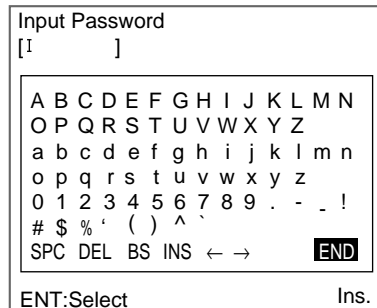 Input Password
[I ]
A B C D E F G H I J K L M N
O P Q R S T U V W X Y Z
a b c d e f g h i j k l m n
o p q r s t u v w x y z
0 1 2 3 4 5 6 7 8 9 . - _ !
# $ % ‘ ( ) ^ `
SPC DEL BS INS ← → END
ENT:Select Ins.